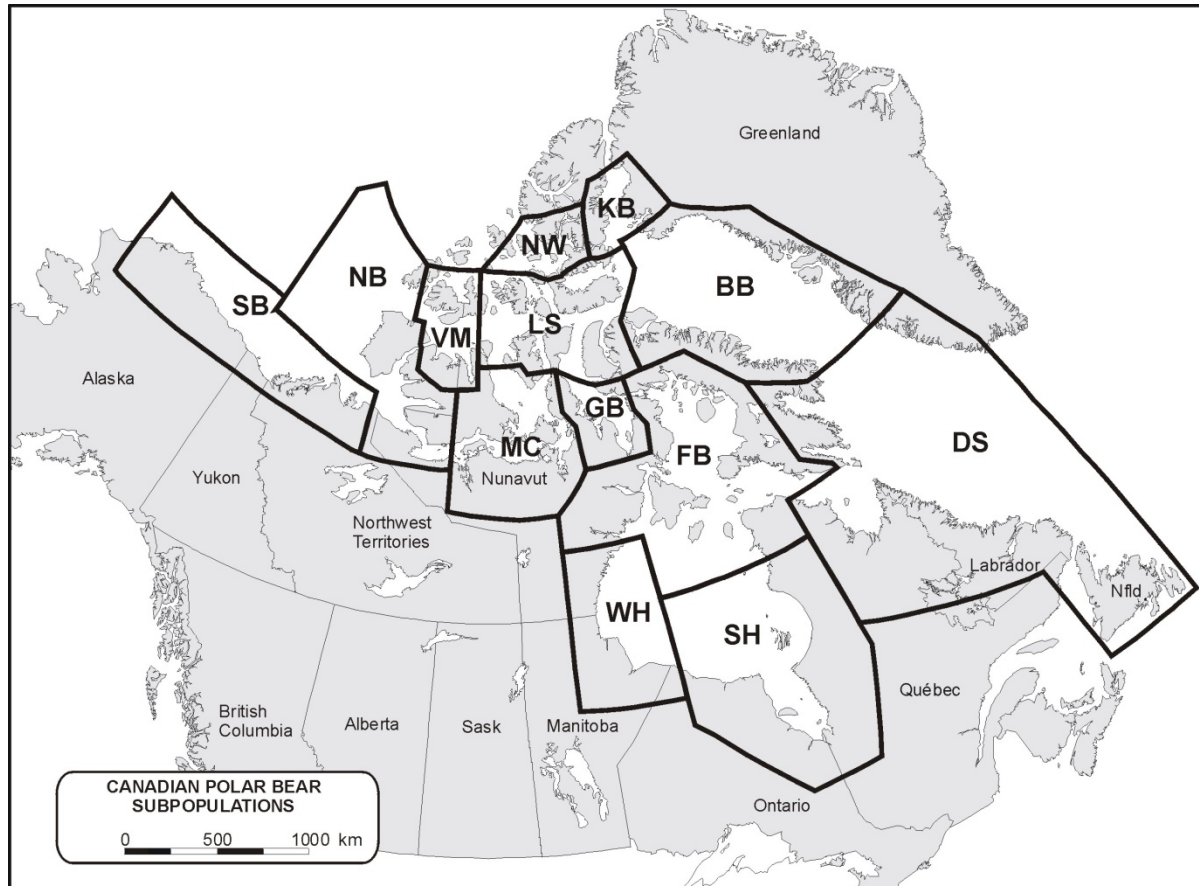 Greenland
KB
NW
NB
BB
SB
LS
VM
Alaska
GB
MC
FB
DS
Yukon
Nunavut
Northwest
Territories
Labrador
Nfld.
WH
SH
Québec
British
Columbia
Alberta
Sask
Manitoba
Ontario
CANADIAN POLAR BEAR
SUBPOPULATIONS
0 500 1000 km